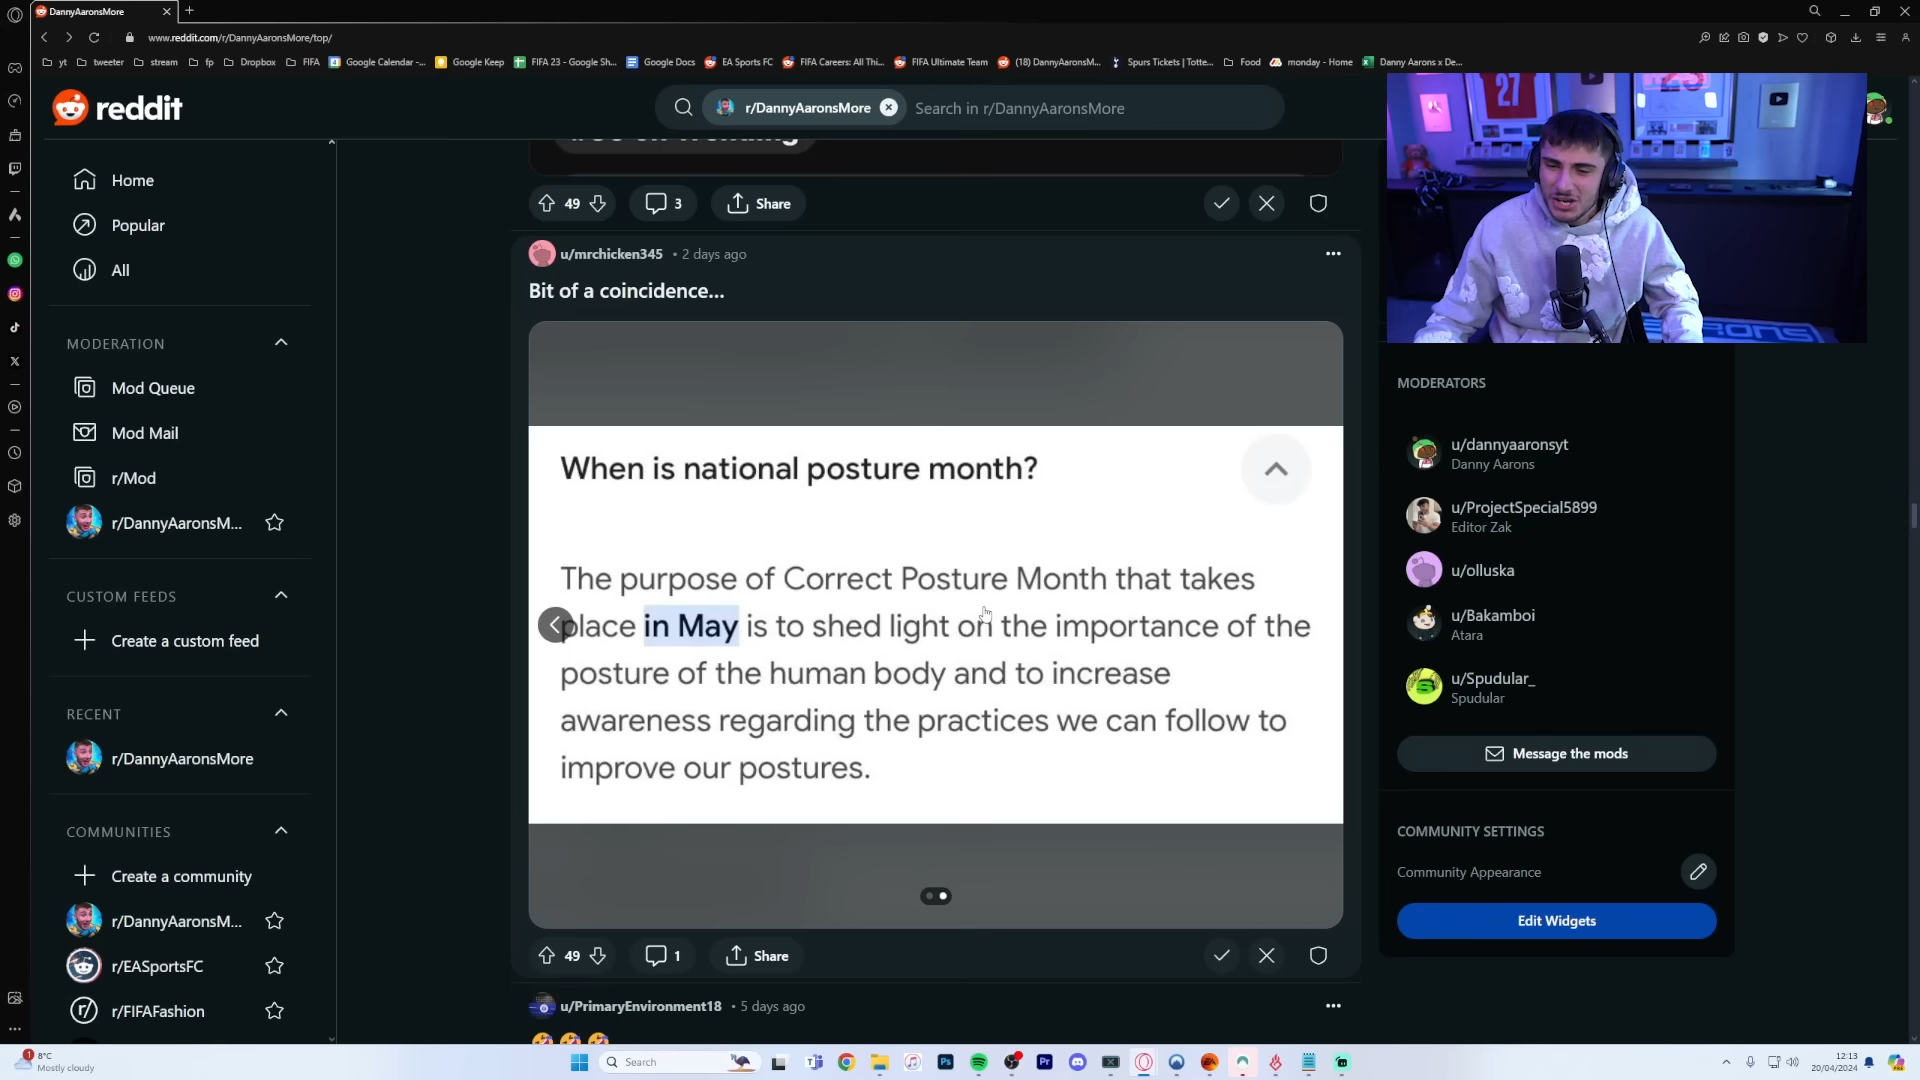 DannyAaronsMore
www.reddit.com/r/DannyAaronsMore/top/
yt tweeter stream fp Dropbox FIFA Google Calendar -... Google Keep FIFA 23 - Google Sh... Google Docs EA Sports FC FIFA Careers: All Thi... FIFA Ultimate Team (18) DannyAaronsM... Spurs Tickets | Totte... Food monday - Home Danny Aarons x De...
reddit
r/DannyAaronsMore
Search in r/DannyAaronsMore
Home
Popular
All
MODERATION
Mod Queue
Mod Mail
r/Mod
r/DannyAaronsM...
CUSTOM FEEDS
Create a custom feed
RECENT
r/DannyAaronsMore
COMMUNITIES
Create a community
r/DannyAaronsM...
r/EASportsFC
r/FIFAFashion
49 3 Share
u/mrchicken345 • 2 days ago
Bit of a coincidence...
When is national posture month?
The purpose of Correct Posture Month that takes
place in May is to shed light on the importance of the
posture of the human body and to increase
awareness regarding the practices we can follow to
improve our postures.
49 1 Share
u/PrimaryEnvironment18 • 5 days ago
27
MODERATORS
u/dannyaaronsyt
Danny Aarons
u/ProjectSpecial5899
Editor Zak
u/olluska
u/Bakamboi
Atara
u/Spudular_
Spudular
Message the mods
COMMUNITY SETTINGS
Community Appearance
Edit Widgets
1
8°C
Mostly cloudy
Search
Ps
Pr
12:13
20/04/2024